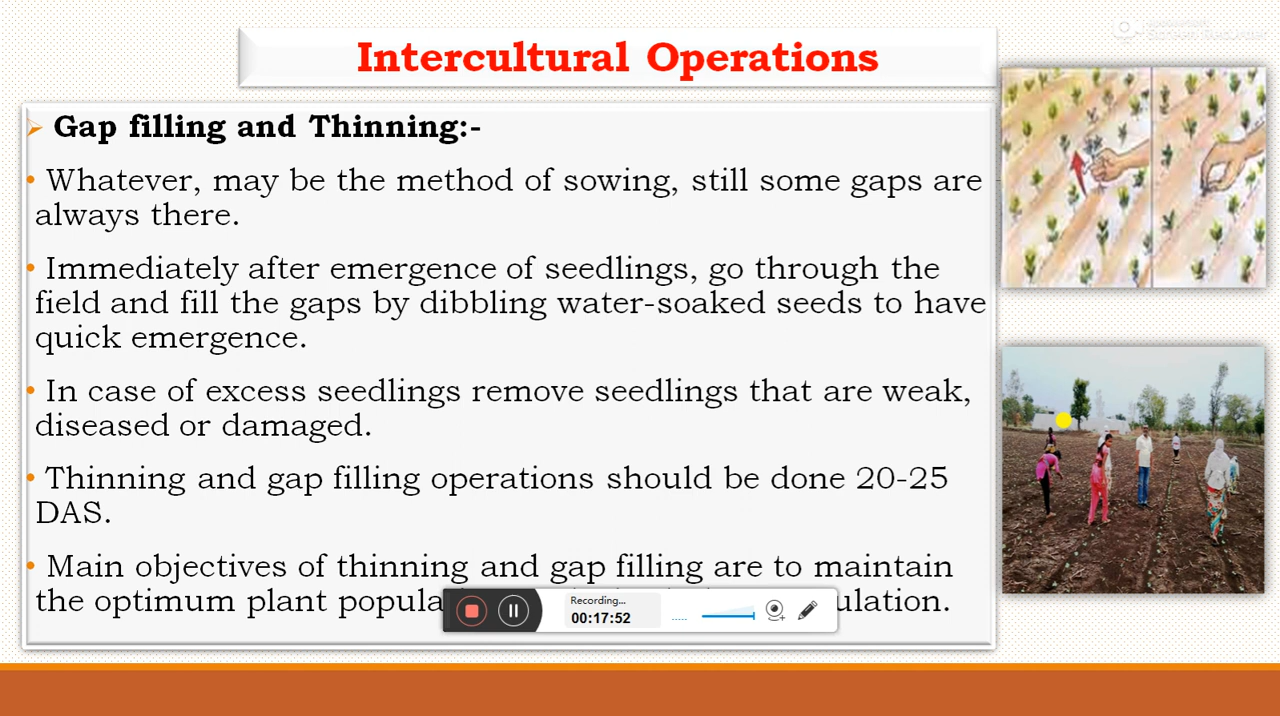 Intercultural Operations
Gap filling and Thinning:-
Whatever, may be the method of sowing, still some gaps are
always there.
Immediately after emergence of seedlings, go through the
field and fill the gaps by dibbling water-soaked seeds to have
quick emergence.
In case of excess seedlings remove seedlings that are weak,
diseased or damaged.
Thinning and gap filling operations should be done 20-25
DAS.
Main objectives of thinning and gap filling are to maintain
the optimum plant
Recording...
00:17:52